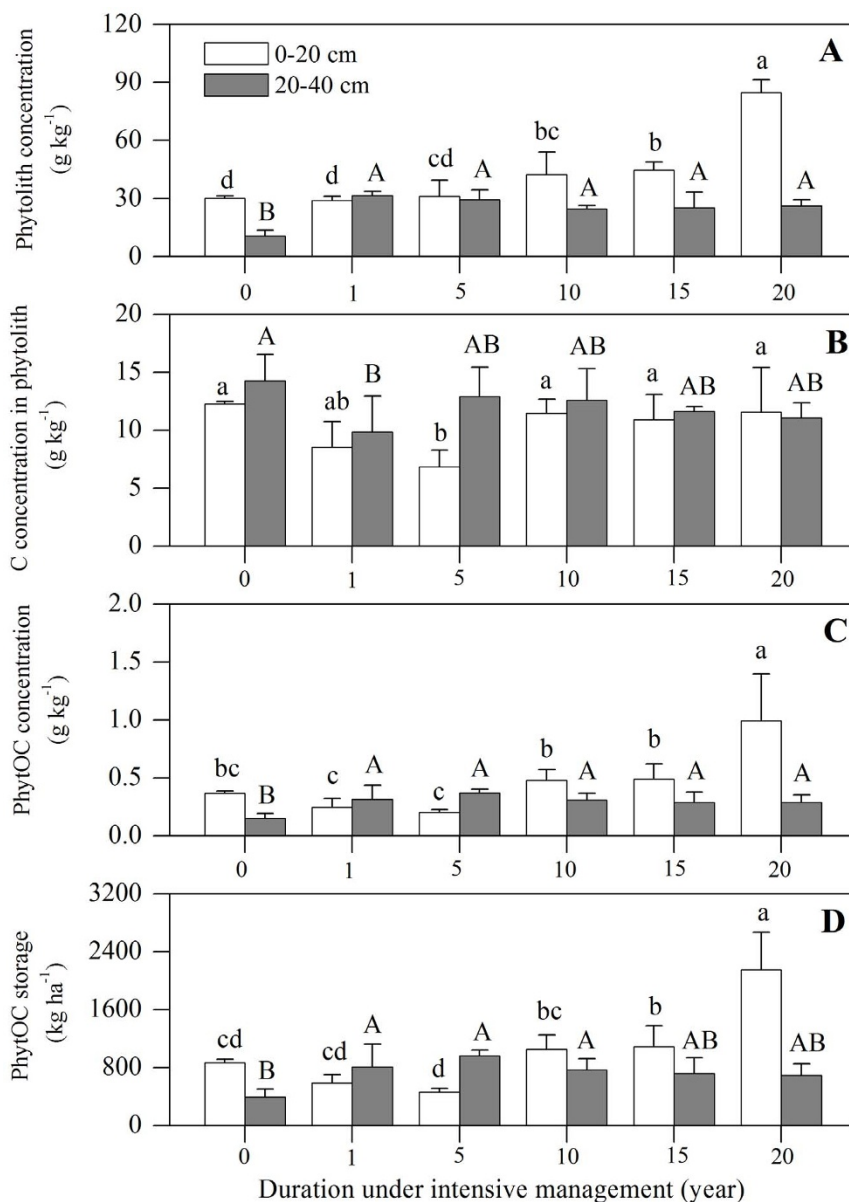 A
0-20 cm
20-40 cm
Phytolith concentration
(g kg⁻¹)
120
90
60
30
0
d B d A cd A bc A b A a A
0 1 5 10 15 20
B
C concentration in phytolith
(g kg⁻¹)
20
15
10
5
0
a A ab B b AB a AB a AB a AB
0 1 5 10 15 20
C
PhytOC concentration
(g kg⁻¹)
2.0
1.5
1.0
0.5
0.0
bc B c A c A b A b A a A
0 1 5 10 15 20
D
PhytOC storage
(kg ha⁻¹)
3200
2400
1600
800
0
cd B cd A d A bc A b AB a AB
0 1 5 10 15 20
Duration under intensive management (year)